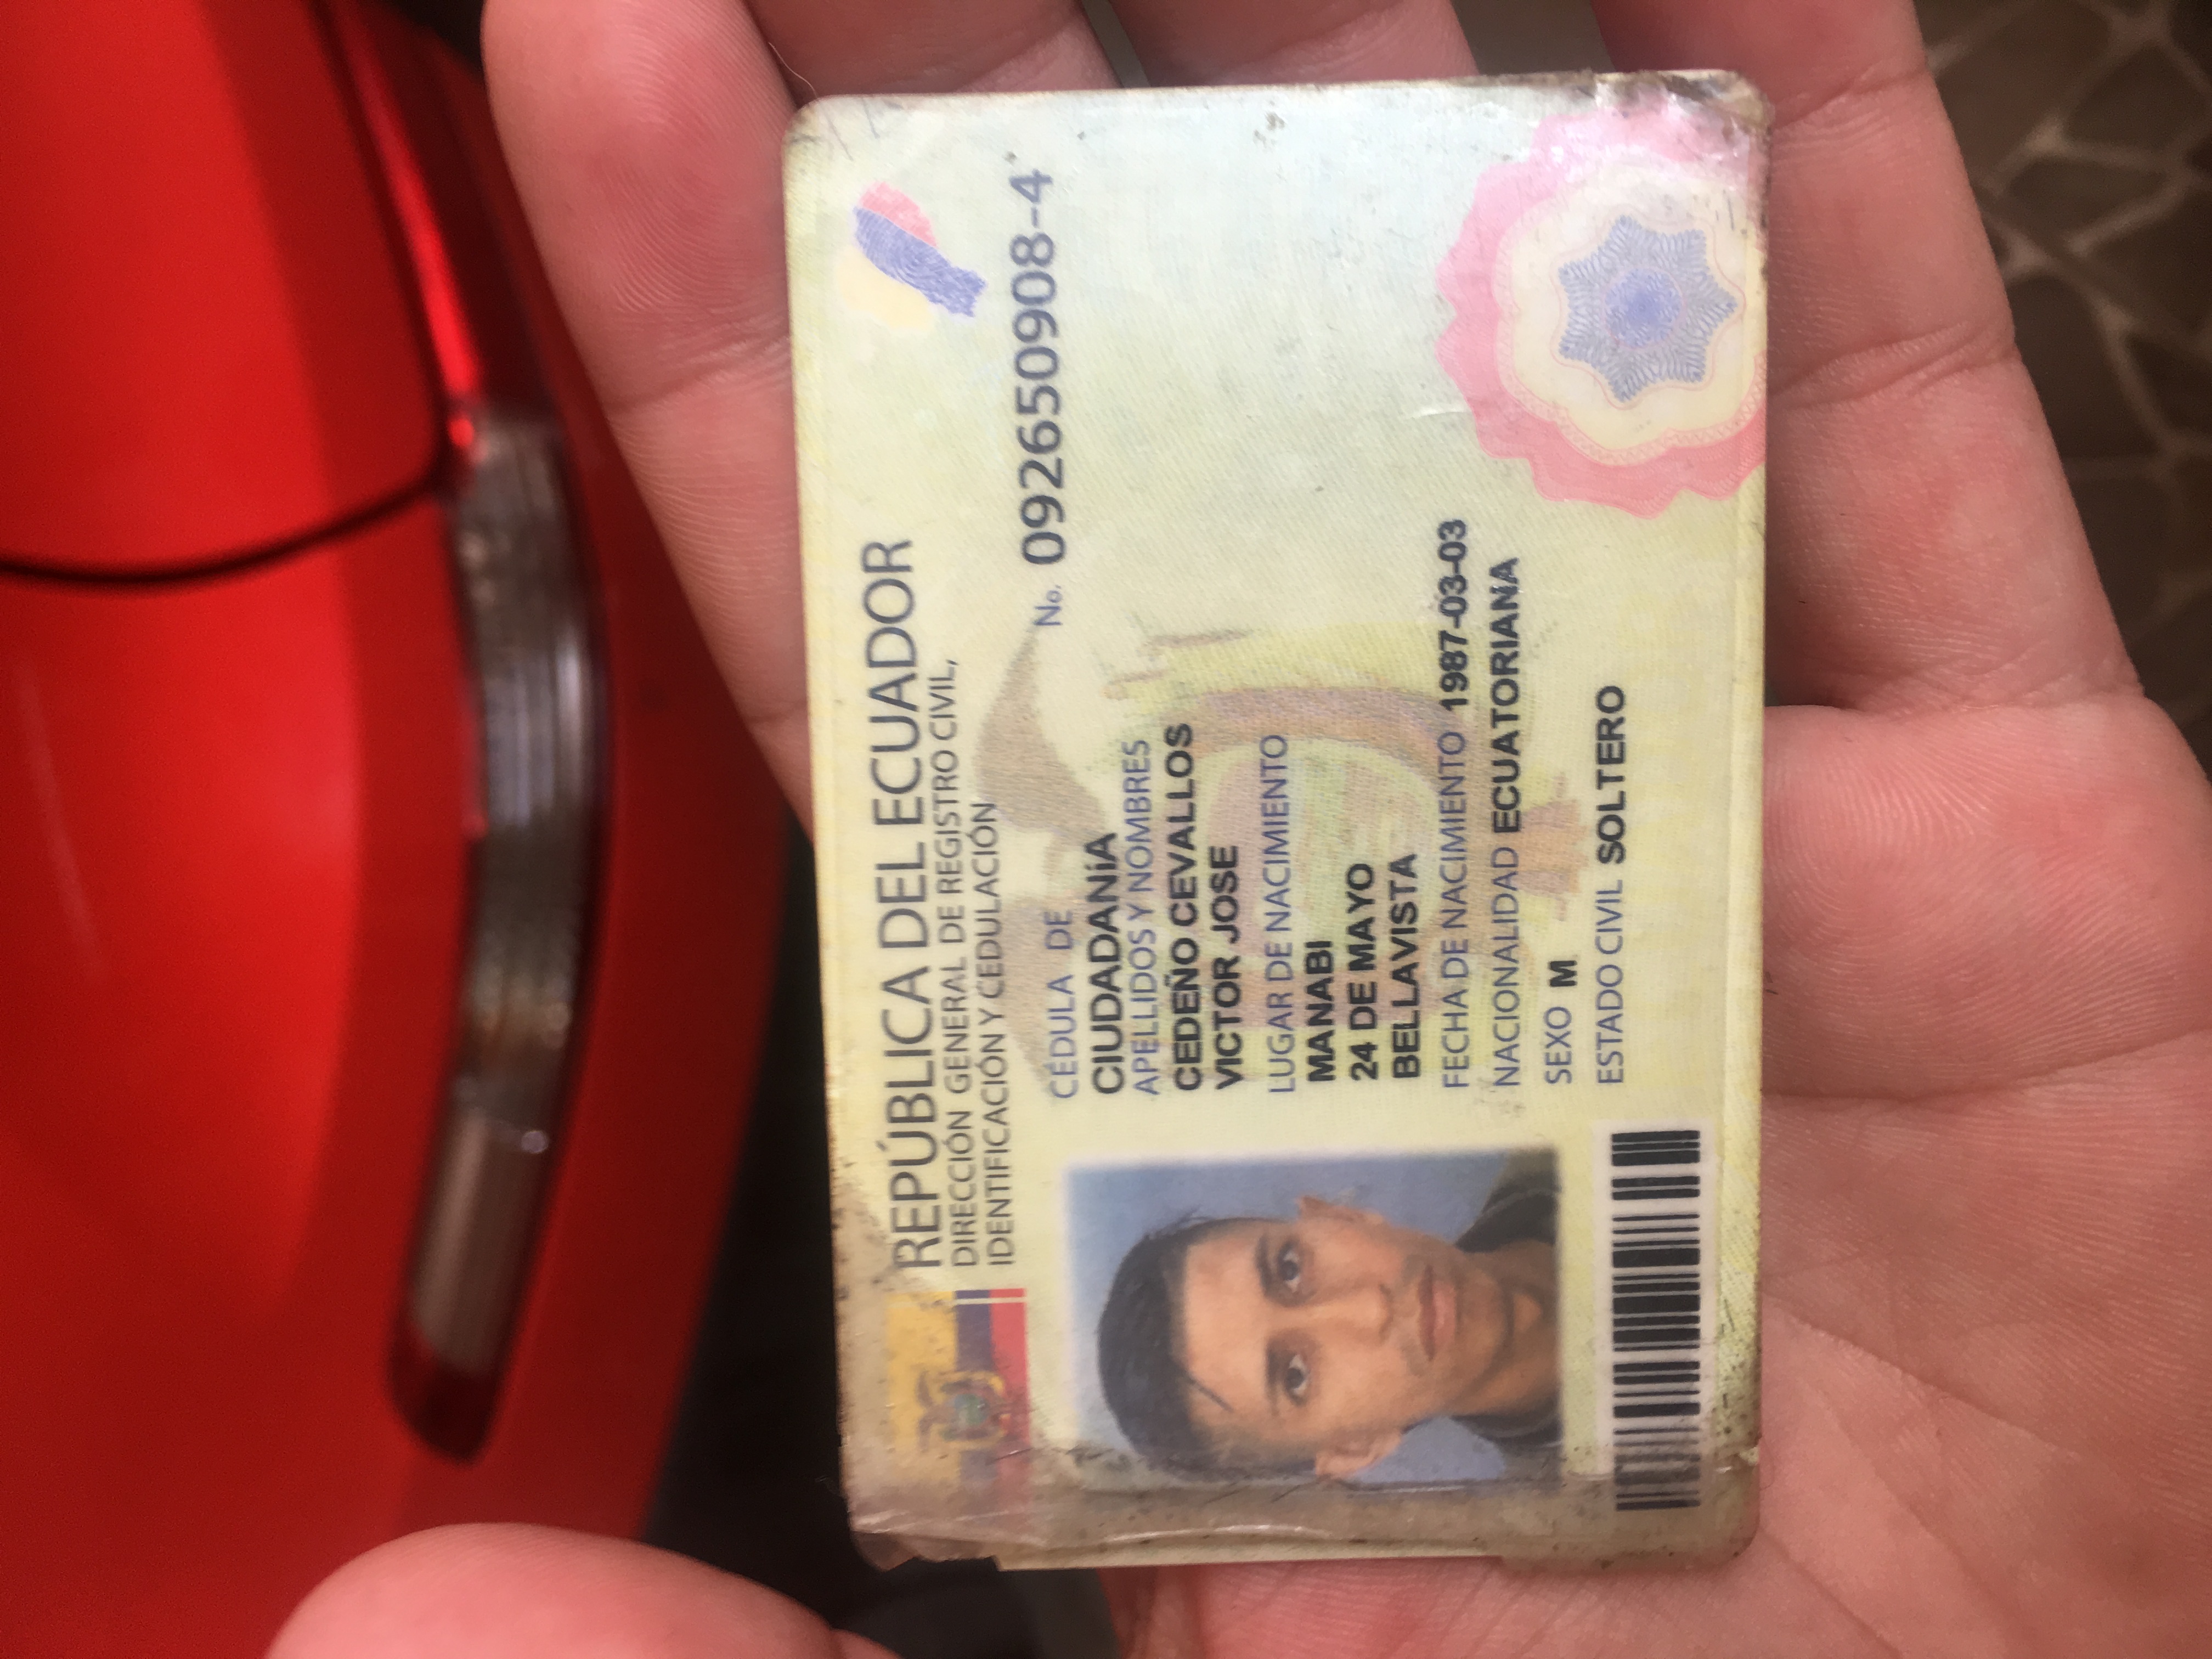 REPÚBLICA DEL ECUADOR
DIRECCIÓN GENERAL DE REGISTRO CIVIL,
IDENTIFICACIÓN Y CEDULACIÓN
CÉDULA DE
No. 092650908-4
CIUDADANíA
APELLIDOS Y NOMBRES
CEDEÑO CEVALLOS
VICTOR JOSE
LUGAR DE NACIMIENTO
MANABI
24 DE MAYO
BELLAVISTA
FECHA DE NACIMIENTO 1987-03-03
NACIONALIDAD ECUATORIANA
SEXO M
ESTADO CIVIL SOLTERO